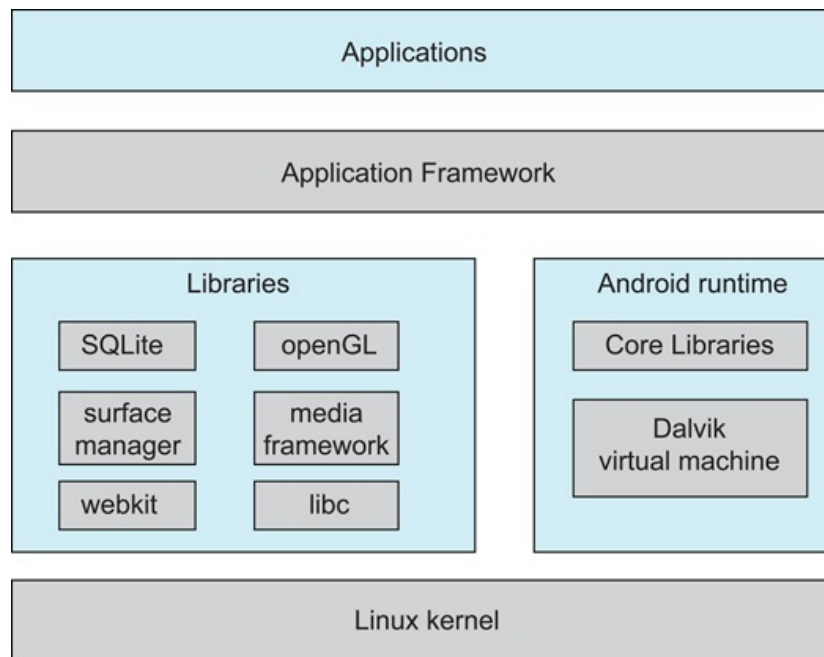 Applications
Application Framework
Libraries
SQLite
openGL
surface
manager
media
framework
webkit
libc
Android runtime
Core Libraries
Dalvik
virtual machine
Linux kernel